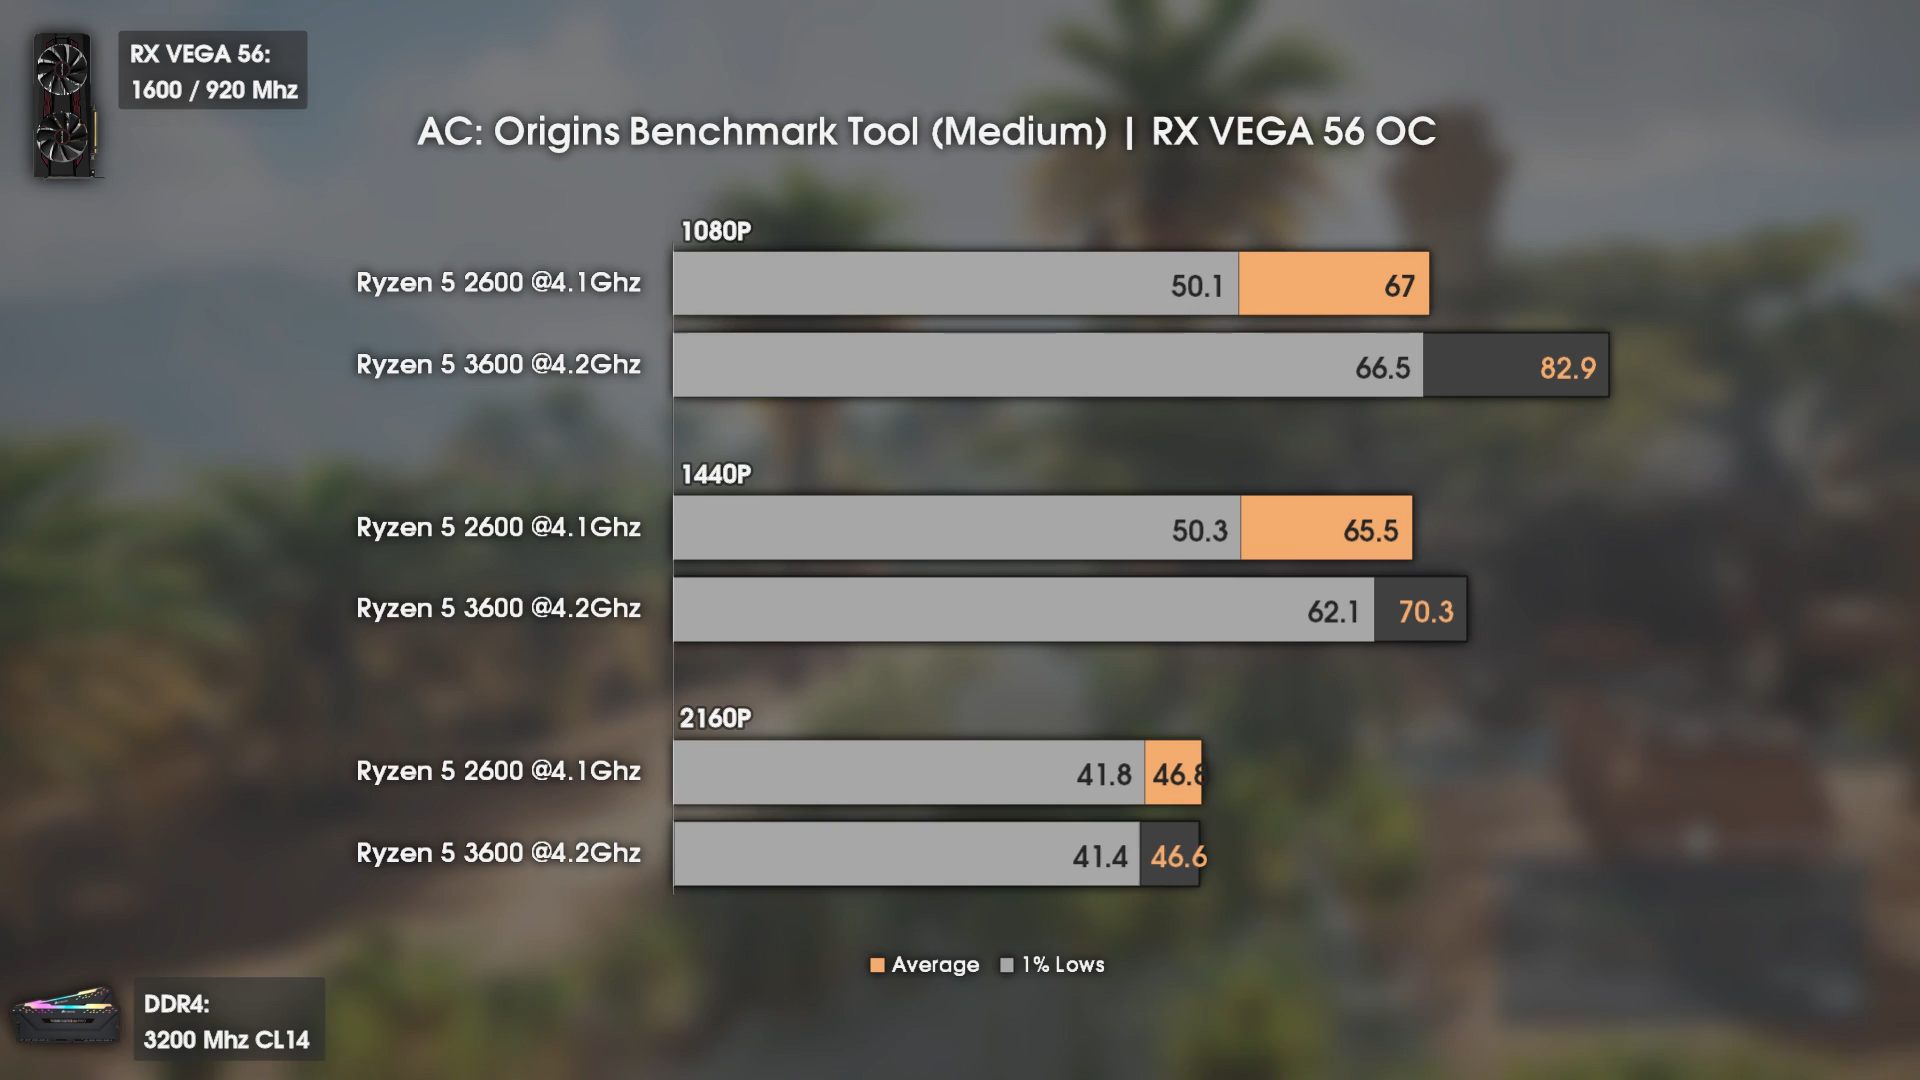 RX VEGA 56:
1600 / 920 Mhz
AC: Origins Benchmark Tool (Medium) | RX VEGA 56 OC
1080P
Ryzen 5 2600 @4.1Ghz 50.1 67
Ryzen 5 3600 @4.2Ghz 66.5 82.9
1440P
Ryzen 5 2600 @4.1Ghz 50.3 65.5
Ryzen 5 3600 @4.2Ghz 62.1 70.3
2160P
Ryzen 5 2600 @4.1Ghz 41.8 46.8
Ryzen 5 3600 @4.2Ghz 41.4 46.6
Average 1% Lows
DDR4:
3200 Mhz CL14